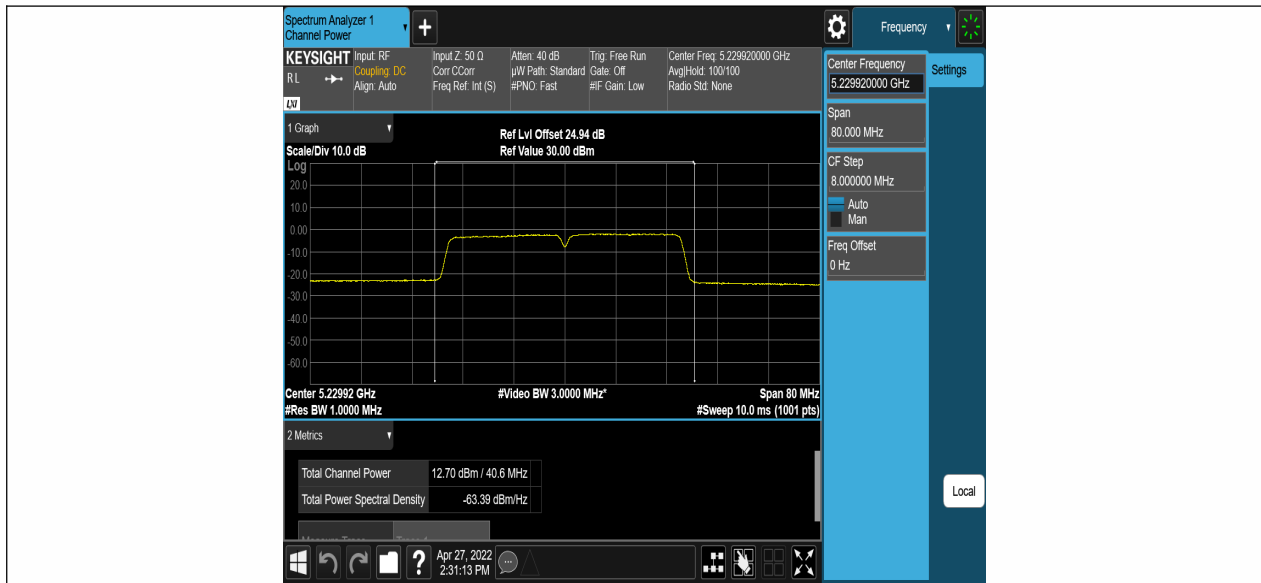 Spectrum Analyzer 1
Channel Power
+
Frequency
KEYSIGHT
RL
LXI
Input: RF
Coupling: DC
Align: Auto
Input Z: 50 Ω
Corr CCorr
Freq Ref: Int (S)
Atten: 40 dB
µW Path: Standard
#PNO: Fast
Trig: Free Run
Gate: Off
#IF Gain: Low
Center Freq: 5.229920000 GHz
Avg|Hold: 100/100
Radio Std: None
Center Frequency
5.229920000 GHz
Settings
Span
80.000 MHz
CF Step
8.000000 MHz
Auto
Man
Freq Offset
0 Hz
Local
1 Graph
Scale/Div 10.0 dB
Ref Lvl Offset 24.94 dB
Ref Value 30.00 dBm
Log
20.0
10.0
0.00
-10.0
-20.0
-30.0
-40.0
-50.0
-60.0
Center 5.22992 GHz
#Video BW 3.0000 MHz*
Span 80 MHz
#Res BW 1.0000 MHz
#Sweep 10.0 ms (1001 pts)
2 Metrics
Total Channel Power 12.70 dBm / 40.6 MHz
Total Power Spectral Density -63.39 dBm/Hz
?
Apr 27, 2022
2:31:13 PM